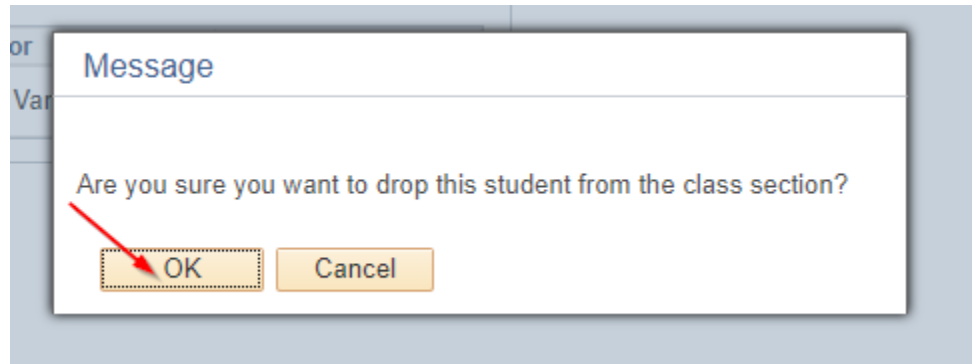 or
Message
Var
Are you sure you want to drop this student from the class section?
OK Cancel